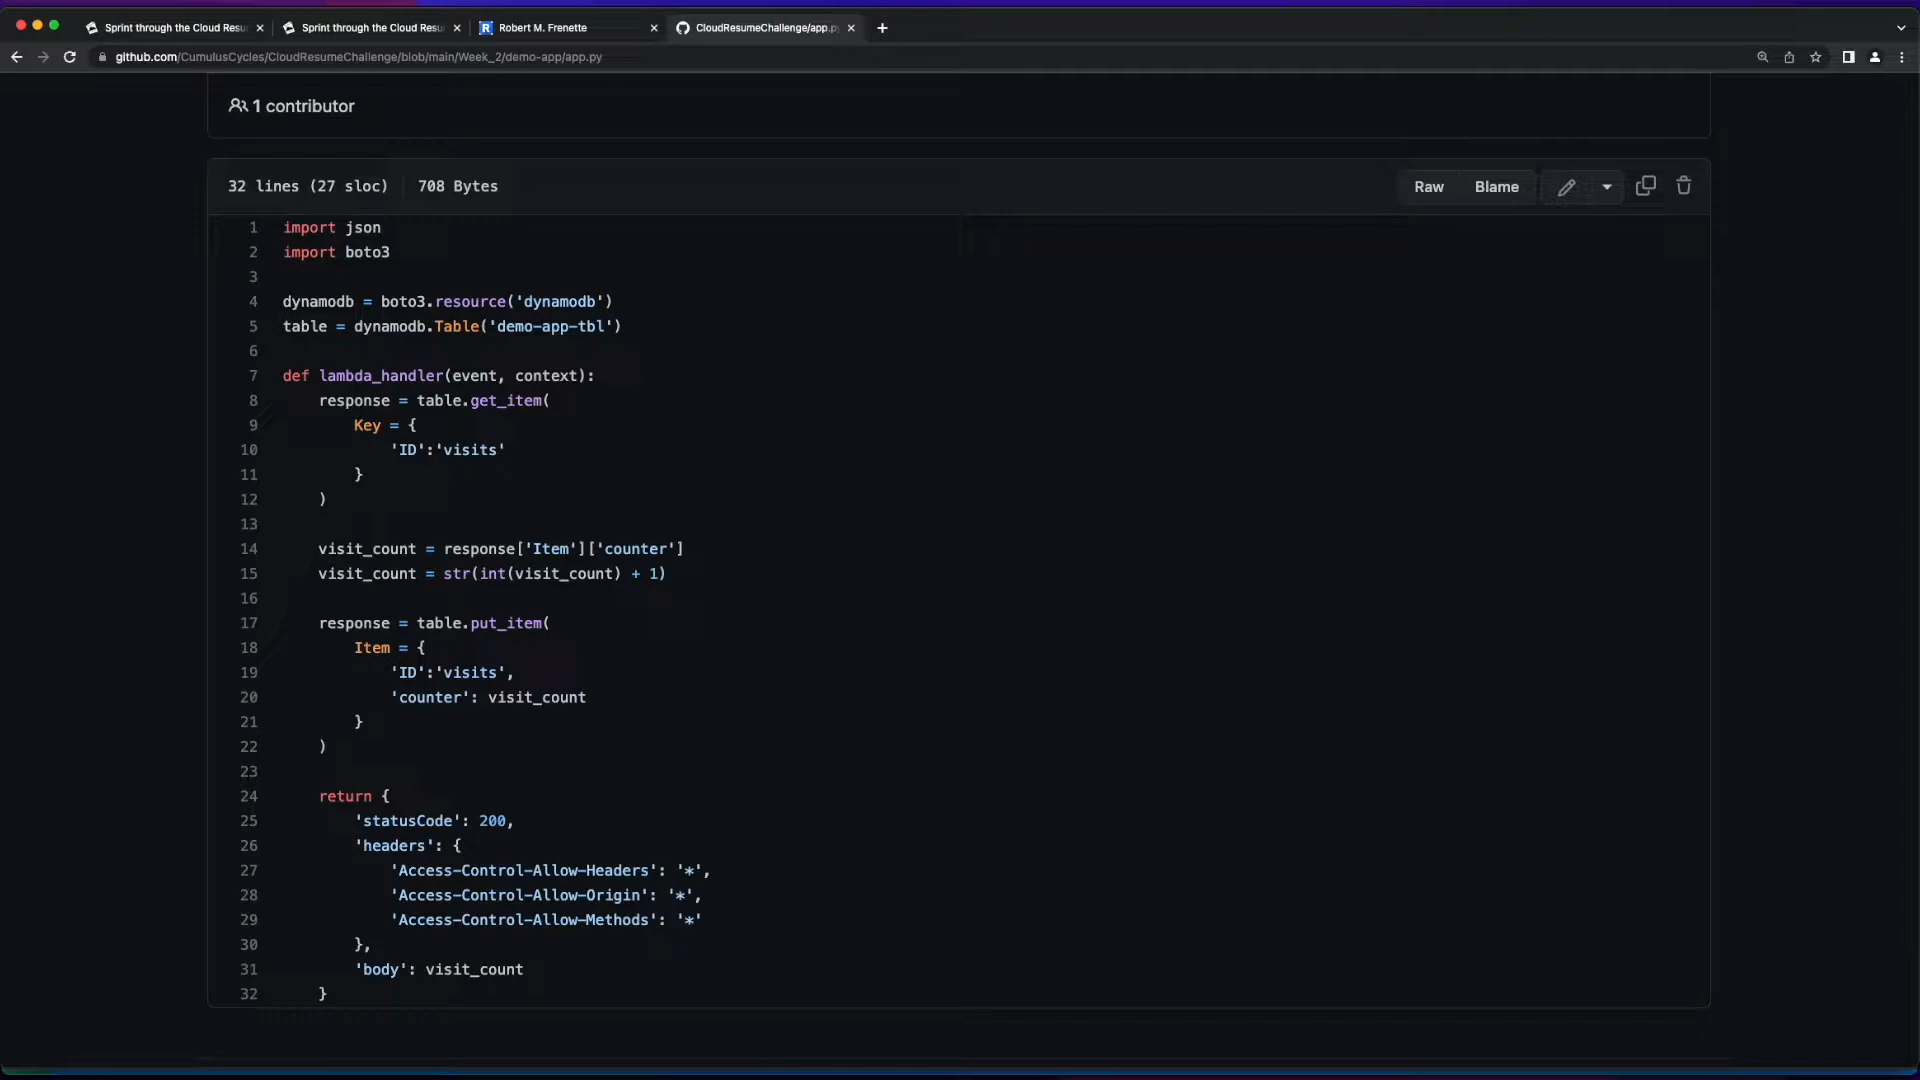 Sprint through the Cloud Resu
Sprint through the Cloud Resu
Robert M. Frenette
CloudResumeChallenge/app.p
github.com/CumulusCycles/CloudResumeChallenge/blob/main/Week_2/demo-app/app.py
1 contributor
32 lines (27 sloc) 708 Bytes
Raw Blame
1 import json
2 import boto3
3
4 dynamodb = boto3.resource('dynamodb')
5 table = dynamodb.Table('demo-app-tbl')
6
7 def lambda_handler(event, context):
8 response = table.get_item(
9 Key = {
10 'ID':'visits'
11 }
12 )
13
14 visit_count = response['Item']['counter']
15 visit_count = str(int(visit_count) + 1)
16
17 response = table.put_item(
18 Item = {
19 'ID':'visits',
20 'counter': visit_count
21 }
22 )
23
24 return {
25 'statusCode': 200,
26 'headers': {
27 'Access-Control-Allow-Headers': '*',
28 'Access-Control-Allow-Origin': '*',
29 'Access-Control-Allow-Methods': '*'
30 },
31 'body': visit_count
32 }